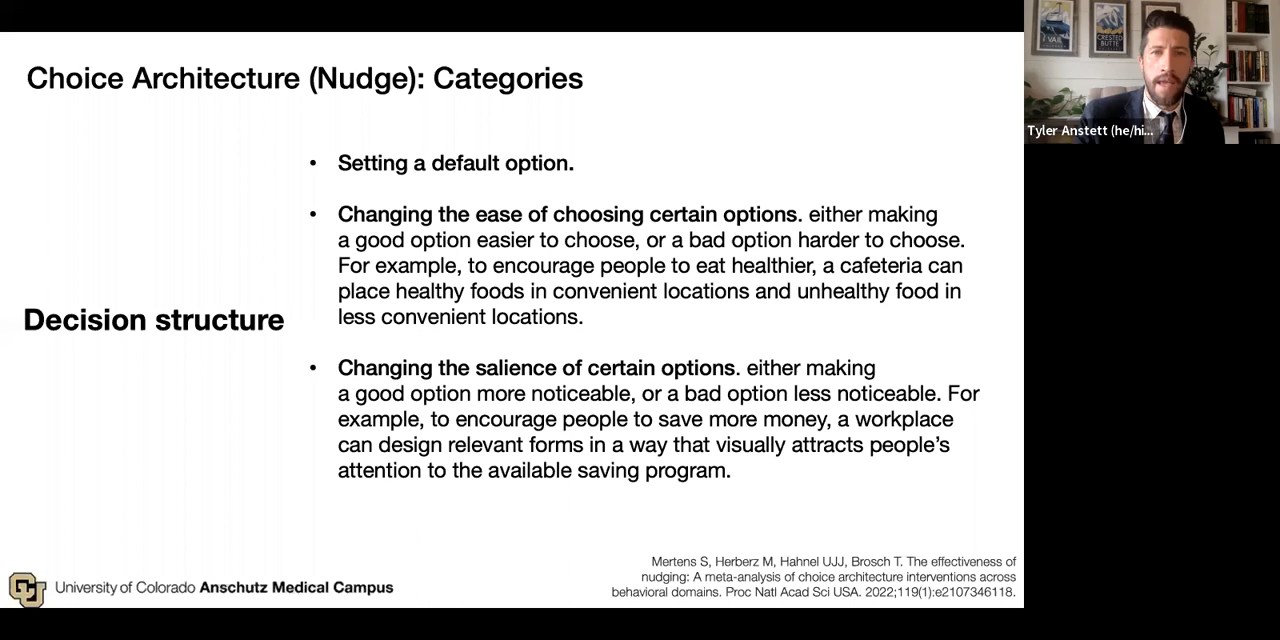 Choice Architecture (Nudge): Categories
• Setting a default option.
• Changing the ease of choosing certain options. either making
a good option easier to choose, or a bad option harder to choose.
For example, to encourage people to eat healthier, a cafeteria can
place healthy foods in convenient locations and unhealthy food in
less convenient locations.
Decision structure
• Changing the salience of certain options. either making
a good option more noticeable, or a bad option less noticeable. For
example, to encourage people to save more money, a workplace
can design relevant forms in a way that visually attracts people’s
attention to the available saving program.
Mertens S, Herberz M, Hahnel UJJ, Brosch T. The effectiveness of
nudging: A meta-analysis of choice architecture interventions across
behavioral domains. Proc Natl Acad Sci USA. 2022;119(1):e2107346118.
CU
University of Colorado Anschutz Medical Campus
VAIL
CRESTED
BUTTE
Tyler Anstett (he/hi...